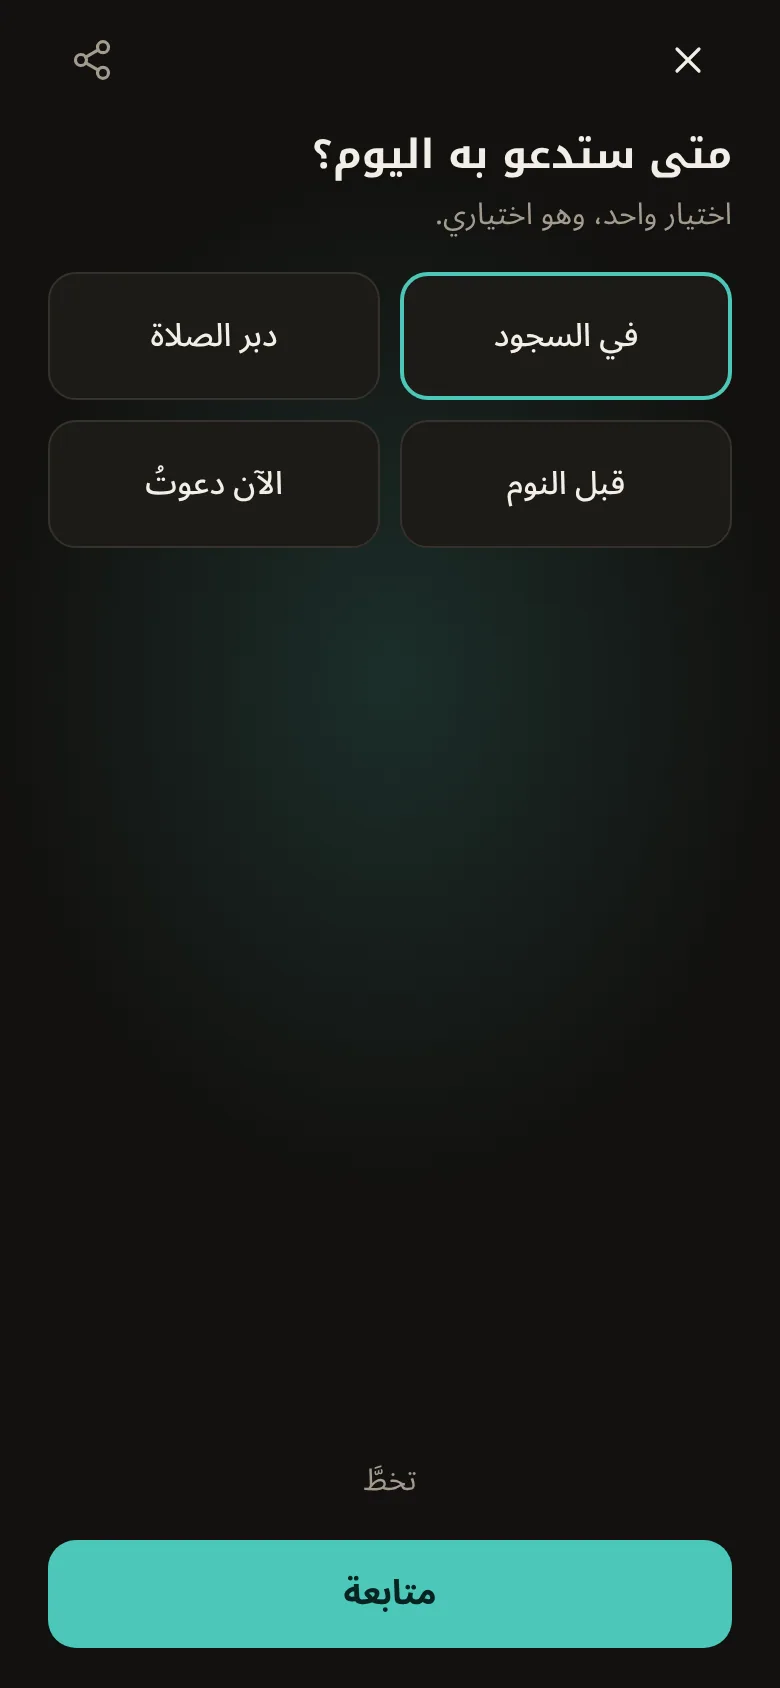 متى ستدعو به اليوم؟
اختيار واحد، وهو اختياري.
في السجود
دبر الصلاة
قبل النوم
الآن دعوتُ
تخطَّ
متابعة